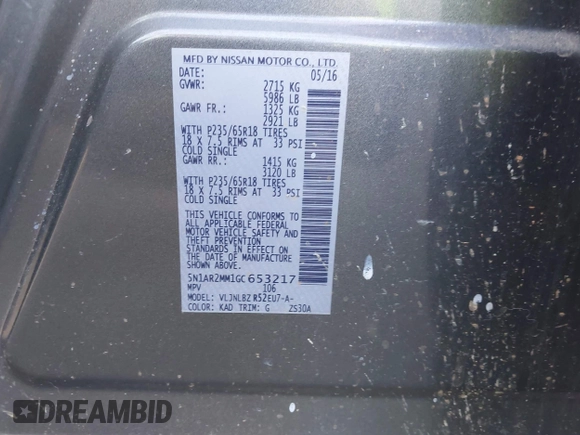 MFD BY NISSAN MOTOR CO., LTD.
DATE: 05/16
GVWR: 2715 KG
5986 LB
GAWR FR.: 1325 KG
2921 LB
WITH P235/65R18 TIRES
18 X 7.5 RIMS AT 33 PSI
COLD SINGLE
GAWR RR.: 1415 KG
3120 LB
WITH P235/65R18 TIRES
18 X 7.5 RIMS AT 33 PSI
COLD SINGLE
THIS VEHICLE CONFORMS TO
ALL APPLICABLE FEDERAL
MOTOR VEHICLE SAFETY AND
THEFT PREVENTION
STANDARDS IN EFFECT ON
THE DATE OF MANUFACTURE
SHOWN ABOVE.
5N1AR2MM1GC653217
MPV 106
MODEL: VLJNLBZ R52EU7-A-
COLOR: KAD TRIM: G ZS30A
DREAMBID